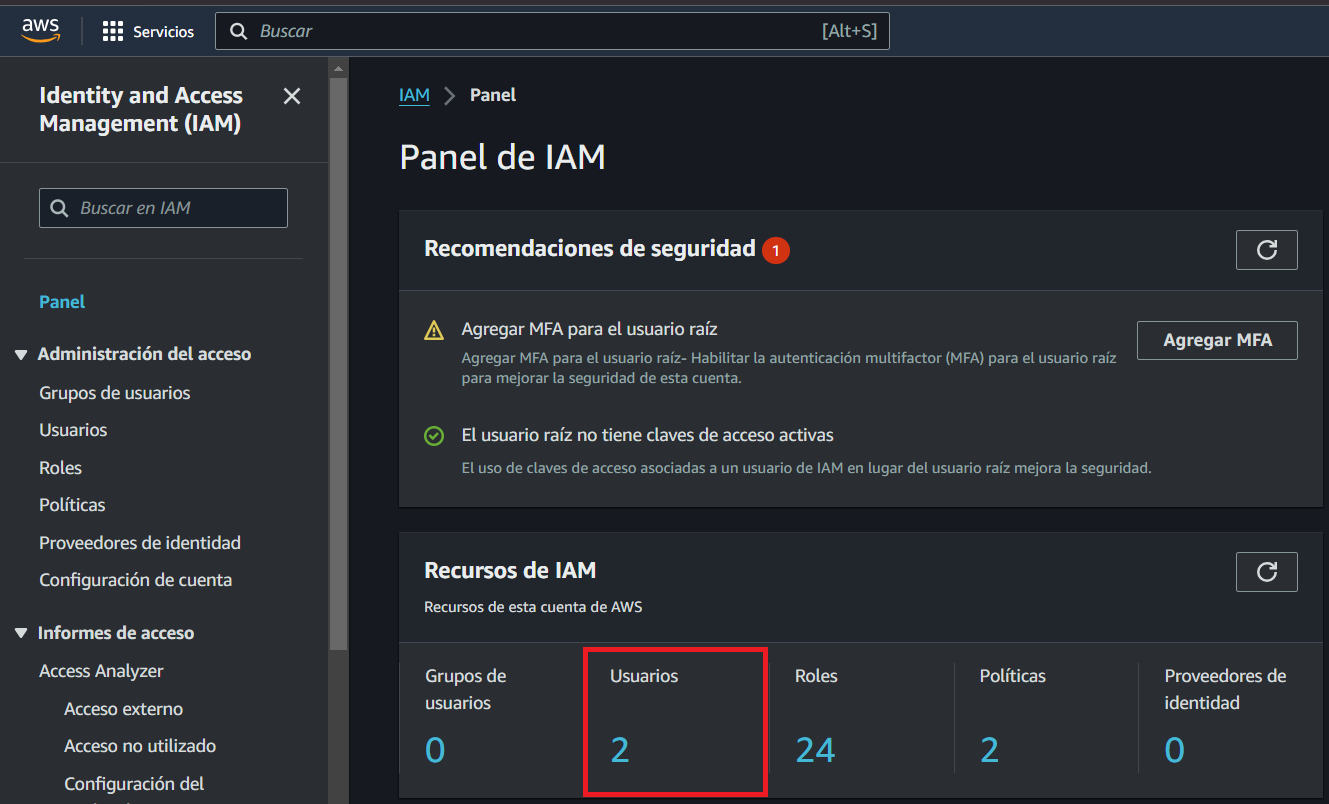 aws
Servicios
Buscar
[Alt+S]
Identity and Access
Management (IAM)
Buscar en IAM
Panel
Administración del acceso
Grupos de usuarios
Usuarios
Roles
Políticas
Proveedores de identidad
Configuración de cuenta
Informes de acceso
Access Analyzer
Acceso externo
Acceso no utilizado
Configuración del
IAM > Panel
Panel de IAM
Recomendaciones de seguridad 1
Agregar MFA para el usuario raíz
Agregar MFA para el usuario raíz- Habilitar la autenticación multifactor (MFA) para el usuario raíz
para mejorar la seguridad de esta cuenta.
Agregar MFA
El usuario raíz no tiene claves de acceso activas
El uso de claves de acceso asociadas a un usuario de IAM en lugar del usuario raíz mejora la seguridad.
Recursos de IAM
Recursos de esta cuenta de AWS
Grupos de
usuarios
0
Usuarios
2
Roles
24
Políticas
2
Proveedores de
identidad
0